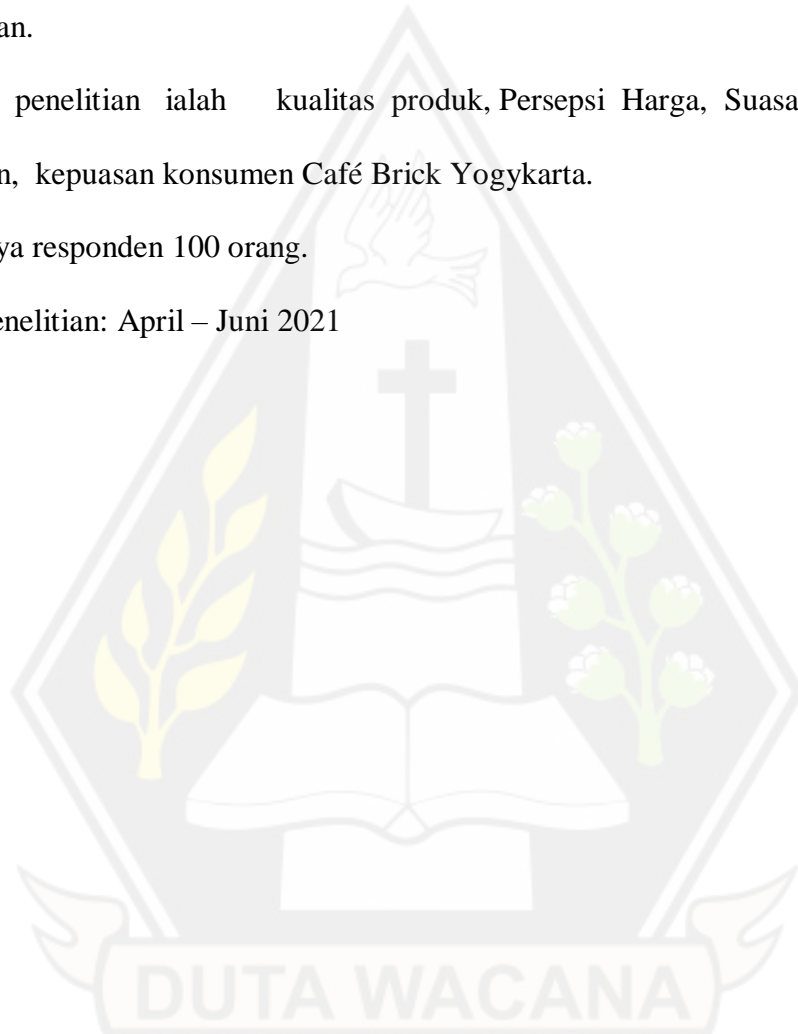 an.
penelitian ialah kualitas produk, Persepsi Harga, Suasa
n, kepuasan konsumen Café Brick Yogykarta.
ya responden 100 orang.
enelitian: April – Juni 2021
DUTA WACANA